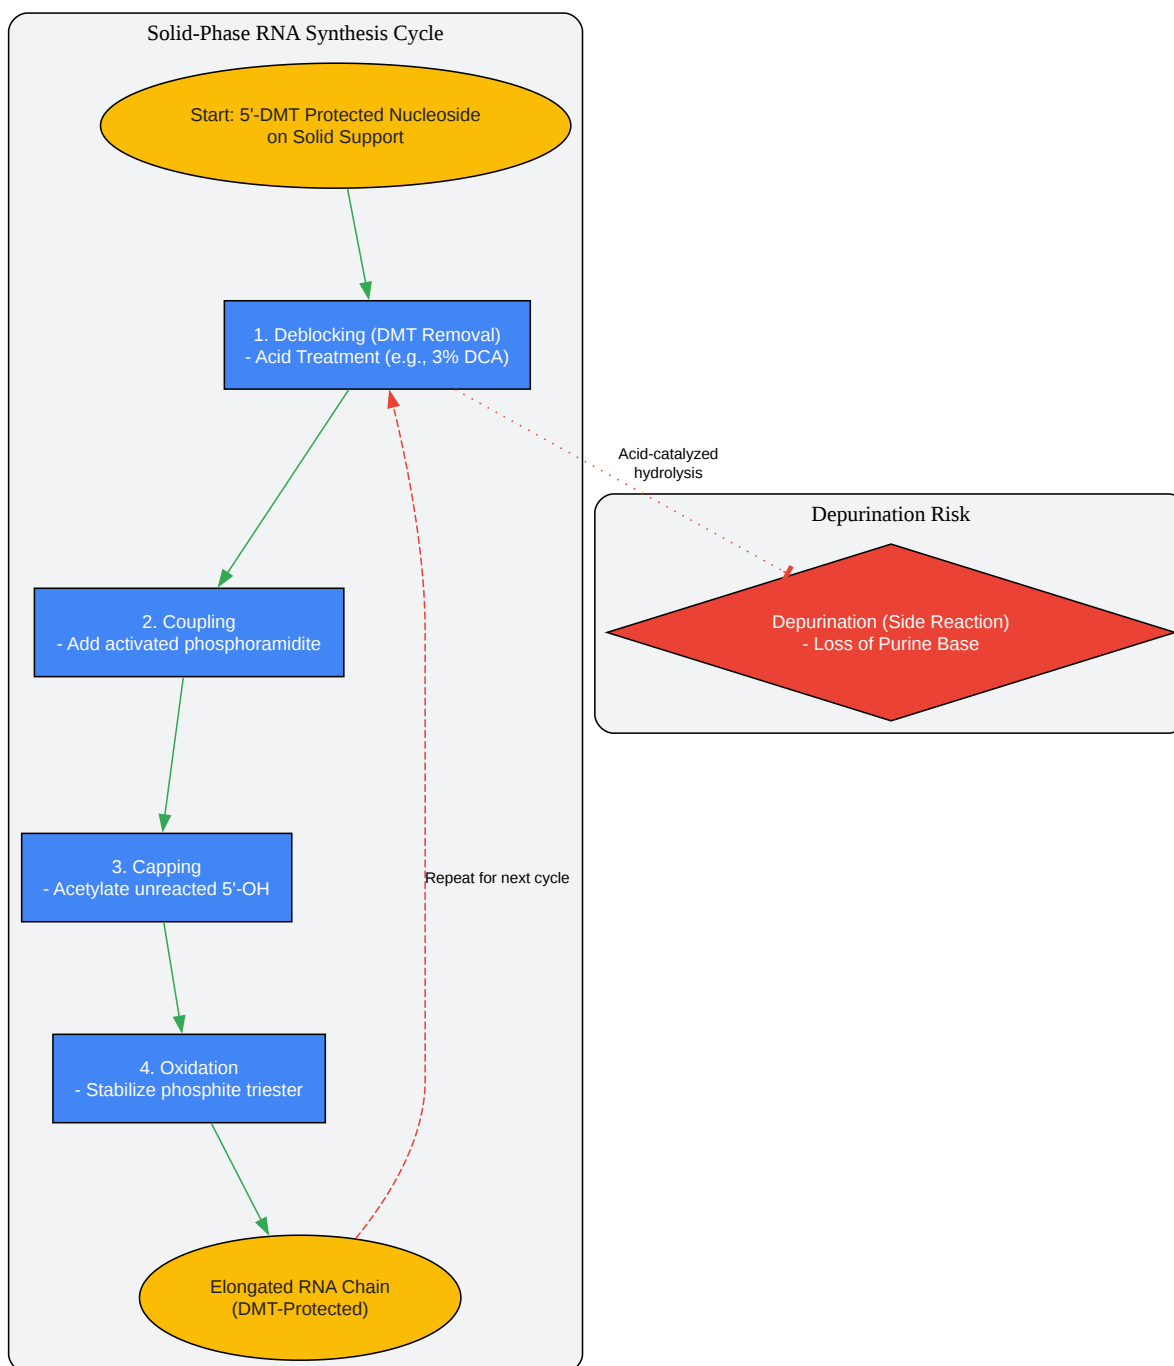 Solid-Phase RNA Synthesis Cycle
Start: 5'-DMT Protected Nucleoside
on Solid Support
1. Deblocking (DMT Removal)
- Acid Treatment (e.g., 3% DCA)
Acid-catalyzed
hydrolysis
Depurination Risk
Depurination (Side Reaction)
- Loss of Purine Base
2. Coupling
- Add activated phosphoramidite
3. Capping
- Acetylate unreacted 5'-OH
Repeat for next cycle
4. Oxidation
- Stabilize phosphite triester
Elongated RNA Chain
(DMT-Protected)